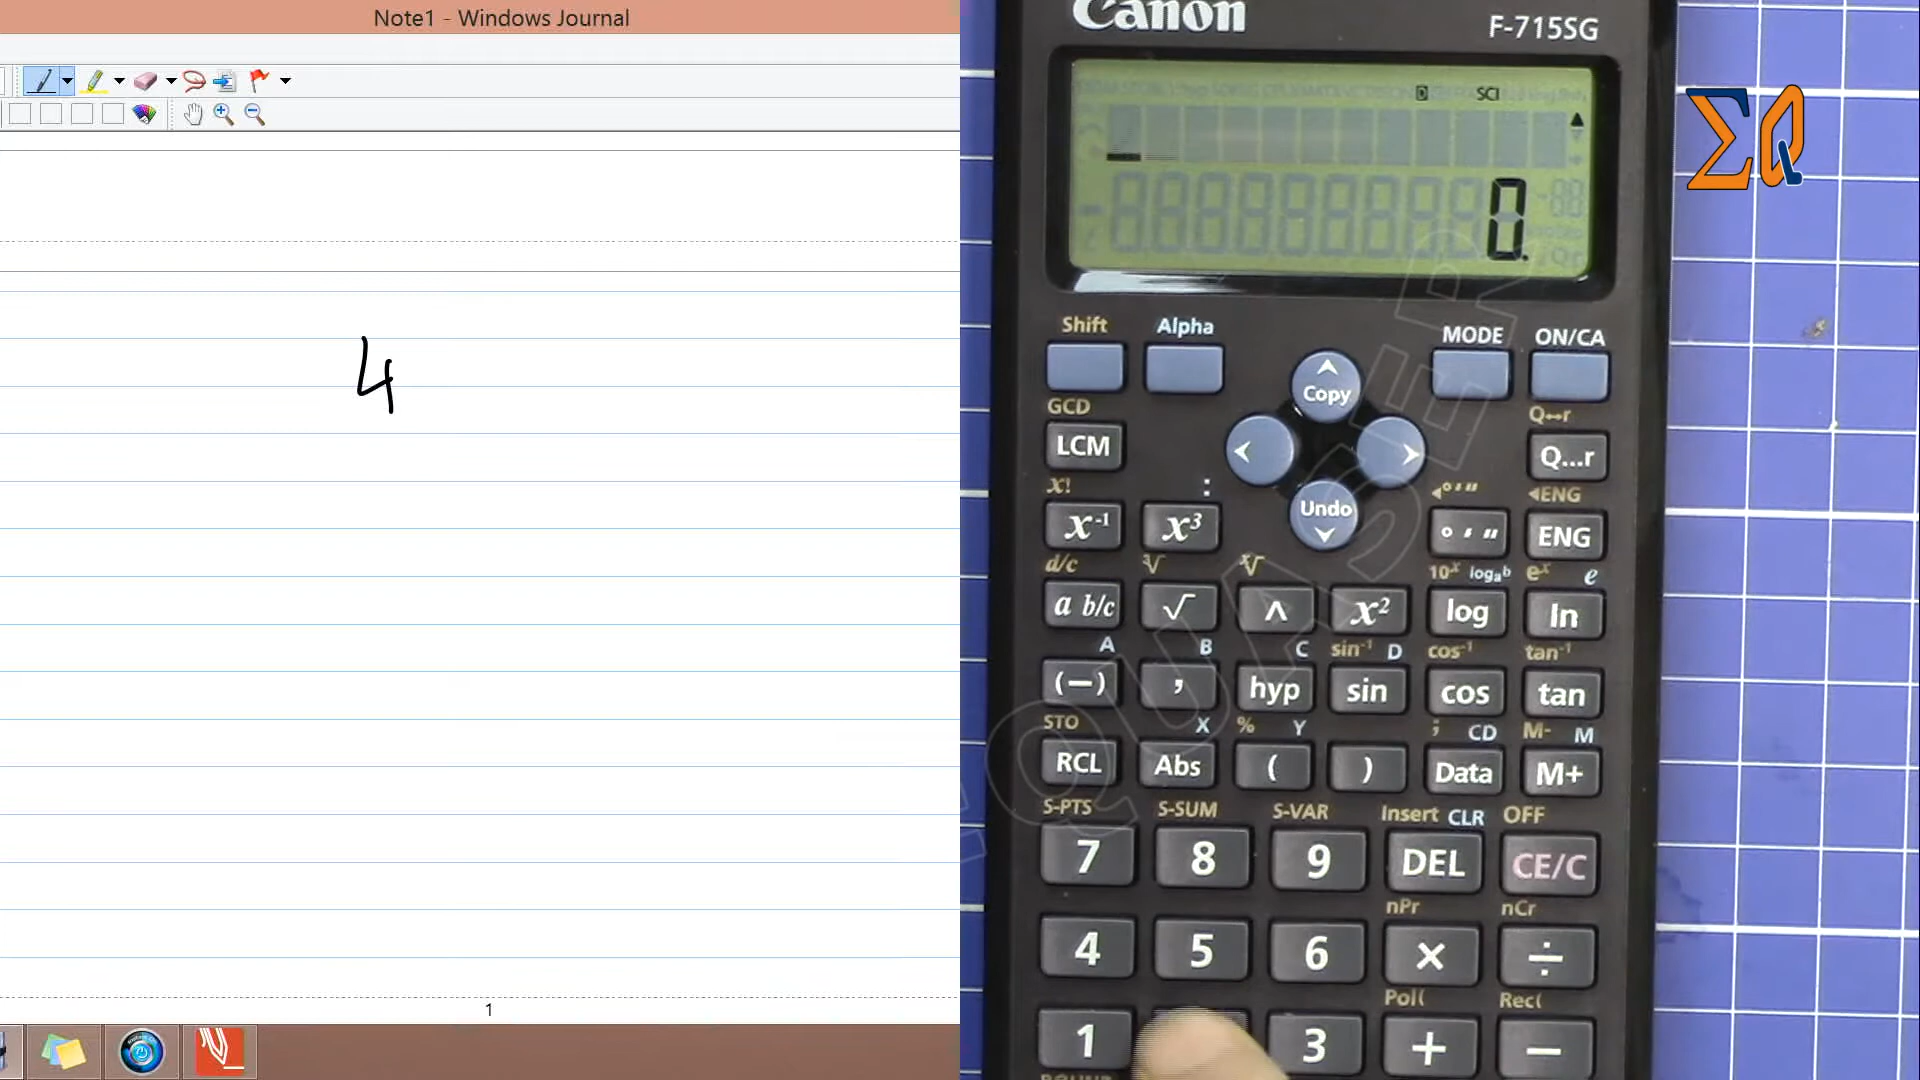 Note1 - Windows Journal
4
1
Canon
F-715SG
D SCI
0.
Shift Alpha MODE ON/CA
Copy
GCD Q↔r
LCM Q...r
x! : ◂°′″ ◂ENG
Undo
x⁻¹ x³ °′″ ENG
d/c ³√ ˣ√ 10ˣ logₐb eˣ e
a b/c √ ^ x² log ln
A B C sin⁻¹ D cos⁻¹ tan⁻¹
(−) , hyp sin cos tan
STO X % Y ; CD M- M
RCL Abs ( ) Data M+
S-PTS S-SUM S-VAR Insert CLR OFF
7 8 9 DEL CE/C
nPr nCr
4 5 6 × ÷
Pol( Rec(
1 3 + −
ΣQ
EQUASER